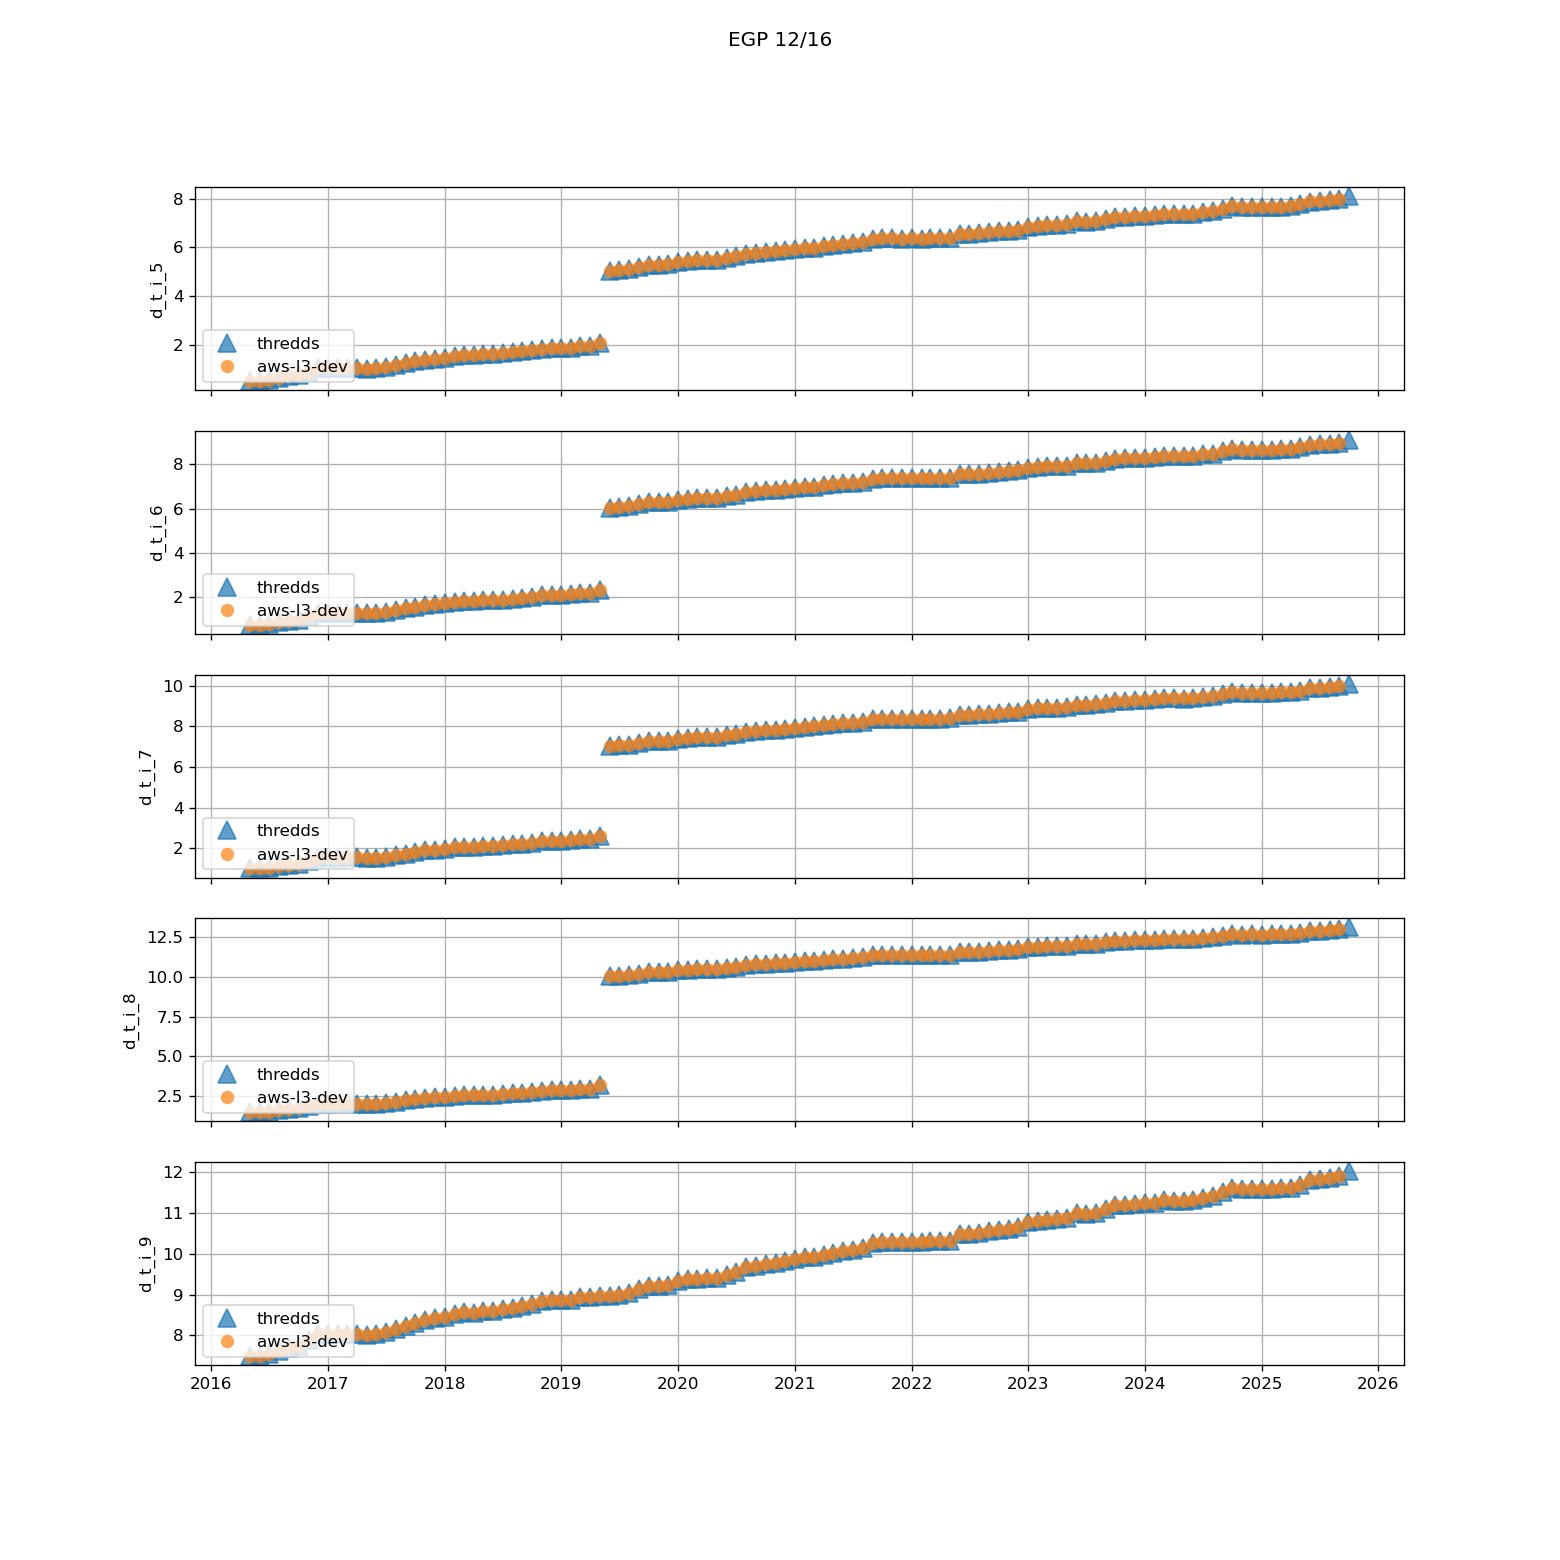 EGP 12/16
8
6
4
2
d_t_i_5
thredds
aws-l3-dev
8
6
4
2
d_t_i_6
thredds
aws-l3-dev
10
8
6
4
2
d_t_i_7
thredds
aws-l3-dev
12.5
10.0
7.5
5.0
2.5
d_t_i_8
thredds
aws-l3-dev
12
11
10
9
8
d_t_i_9
thredds
aws-l3-dev
2016 2017 2018 2019 2020 2021 2022 2023 2024 2025 2026